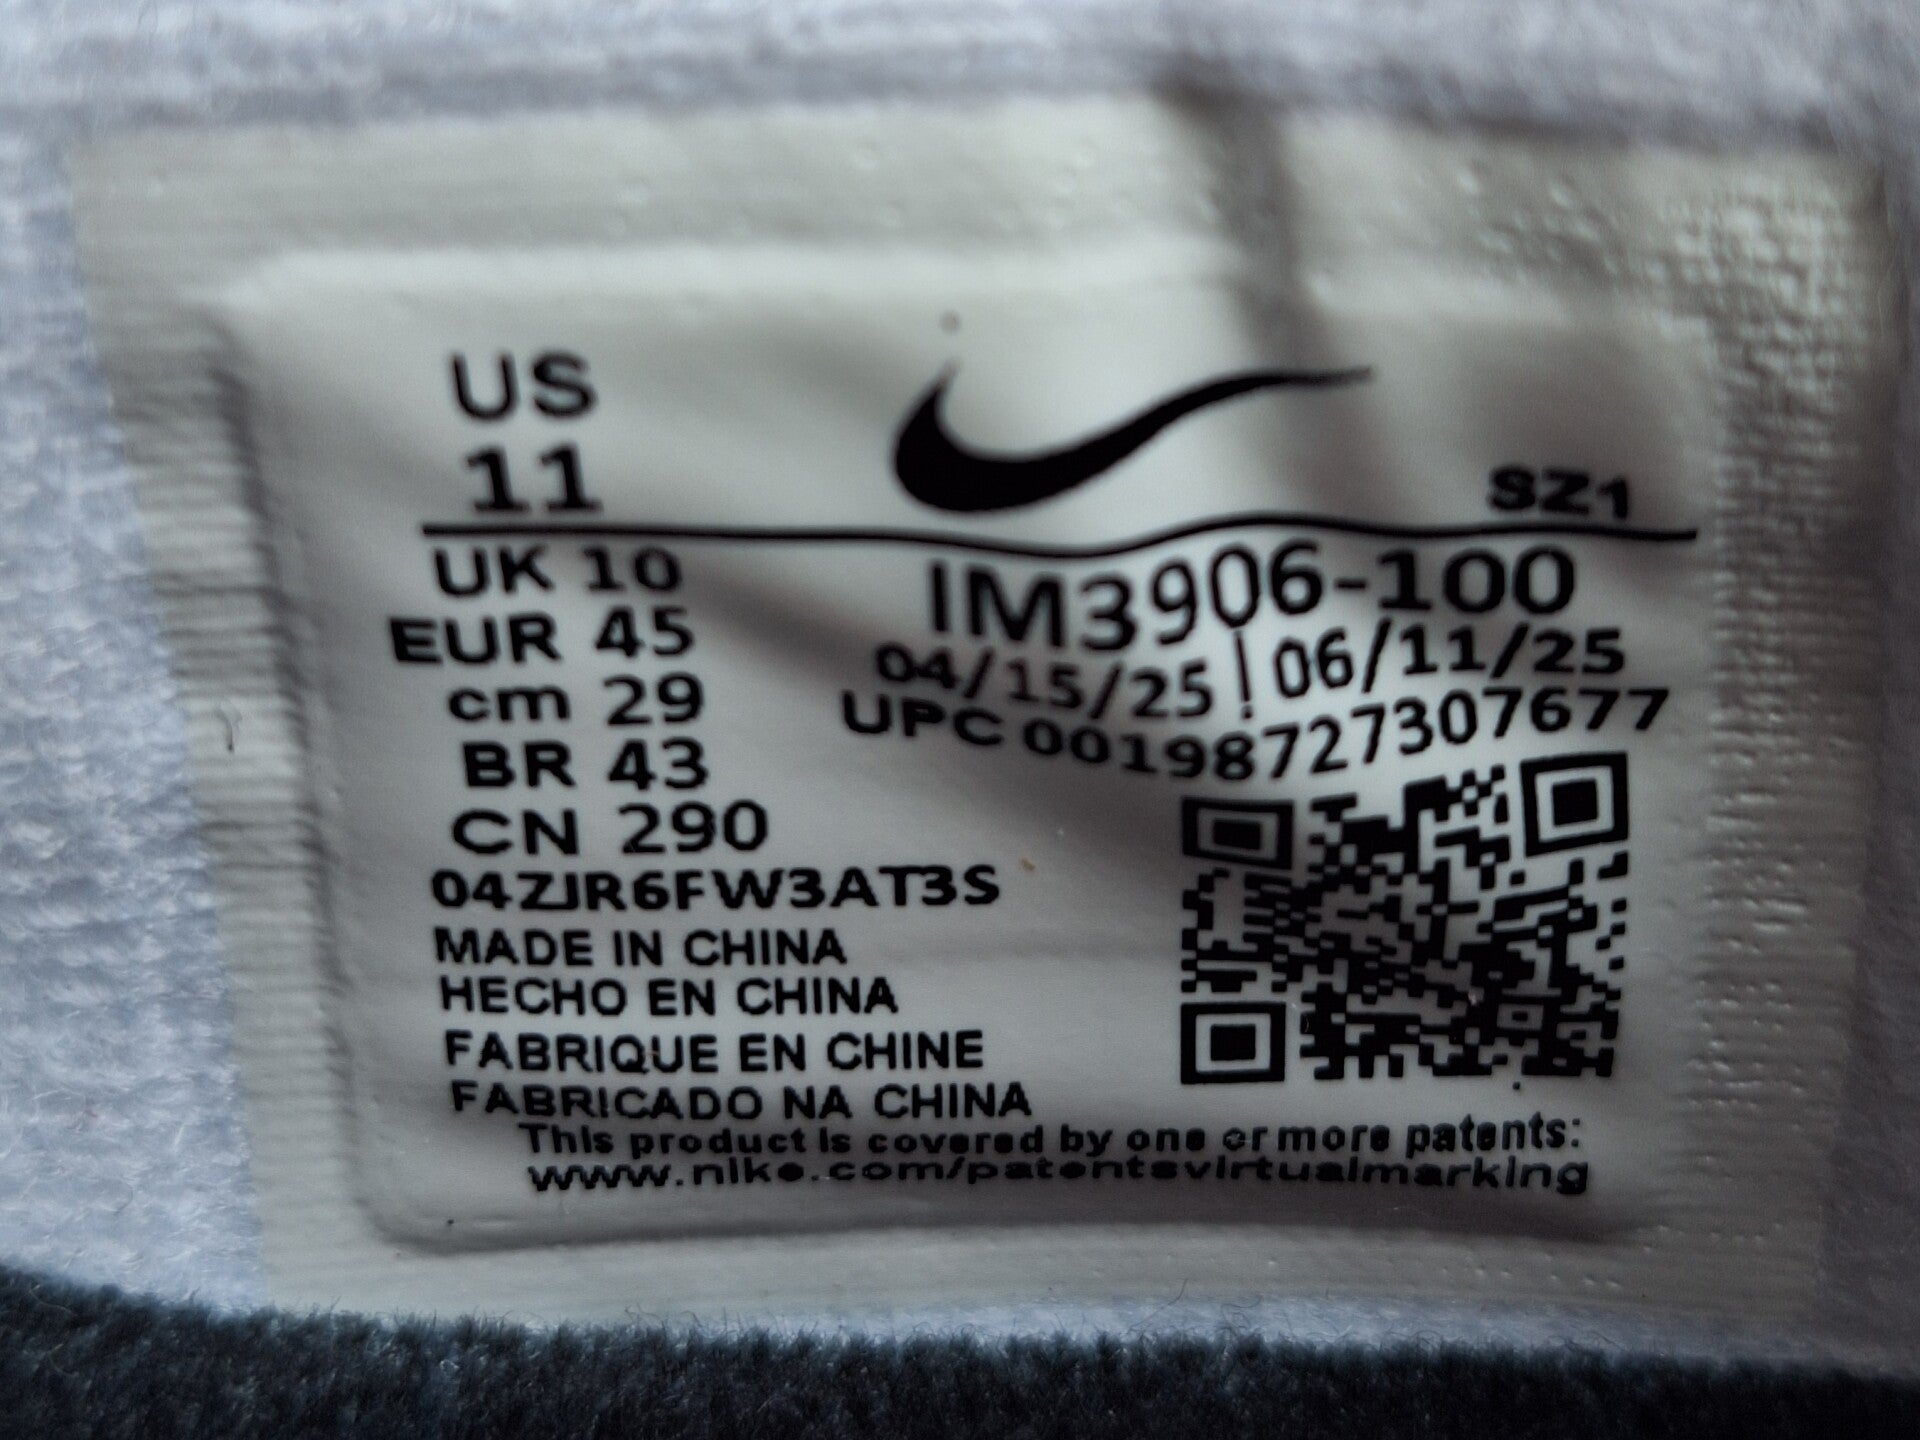 US
11
SZ1
UK 10
EUR 45
cm 29
BR 43
CN 290
IM3906-100
04/15/25 | 06/11/25
UPC 00198727307677
04ZJR6FW3AT3S
MADE IN CHINA
HECHO EN CHINA
FABRIQUE EN CHINE
FABRICADO NA CHINA
This product is covered by one or more patents:
www.nike.com/patentsvirtualmarking